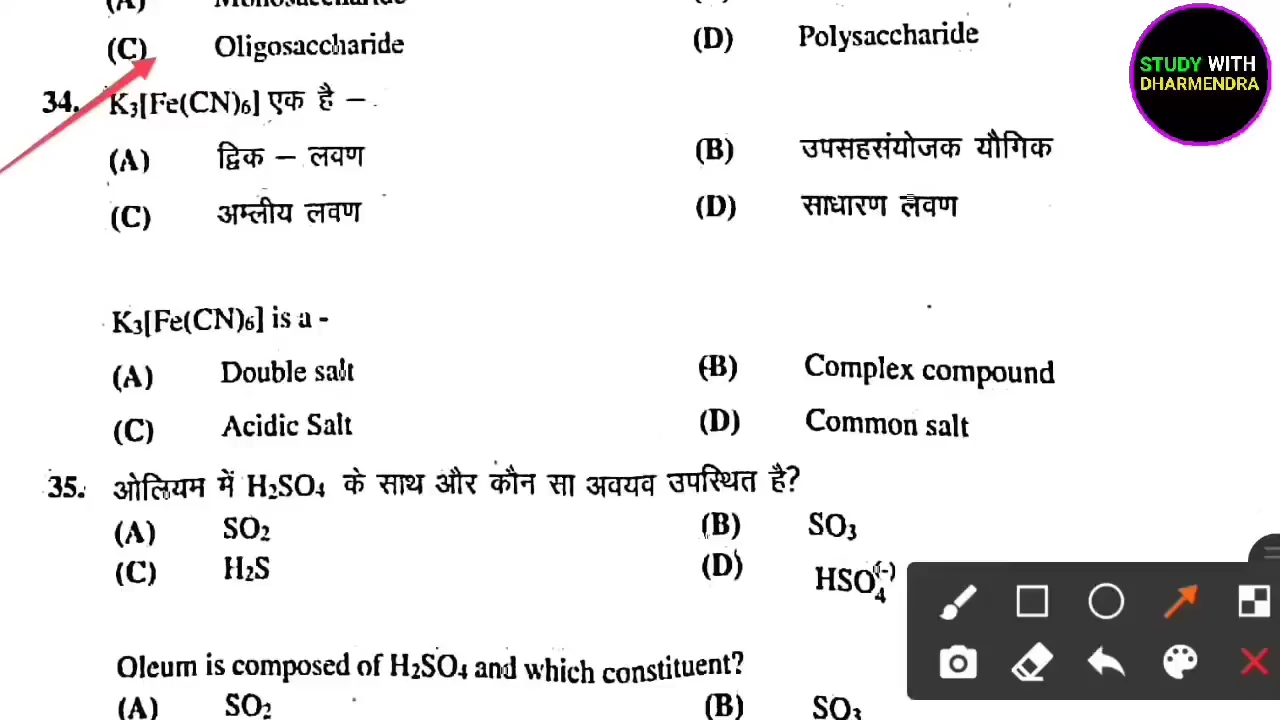 (A) Monosaccharide
(C) Oligosaccharide (D) Polysaccharide
STUDY WITH
DHARMENDRA
34. K₃[Fe(CN)₆] एक है –
(A) द्विक – लवण (B) उपसहसंयोजक यौगिक
(C) अम्लीय लवण (D) साधारण लवण
K₃[Fe(CN)₆] is a -
(A) Double salt (B) Complex compound
(C) Acidic Salt (D) Common salt
35. ओलियम में H₂SO₄ के साथ और कौन सा अवयव उपस्थित है?
(A) SO₂ (B) SO₃
(C) H₂S (D) HSO₄⁽⁻⁾
Oleum is composed of H₂SO₄ and which constituent?
(A) SO₂ (B) SO₃